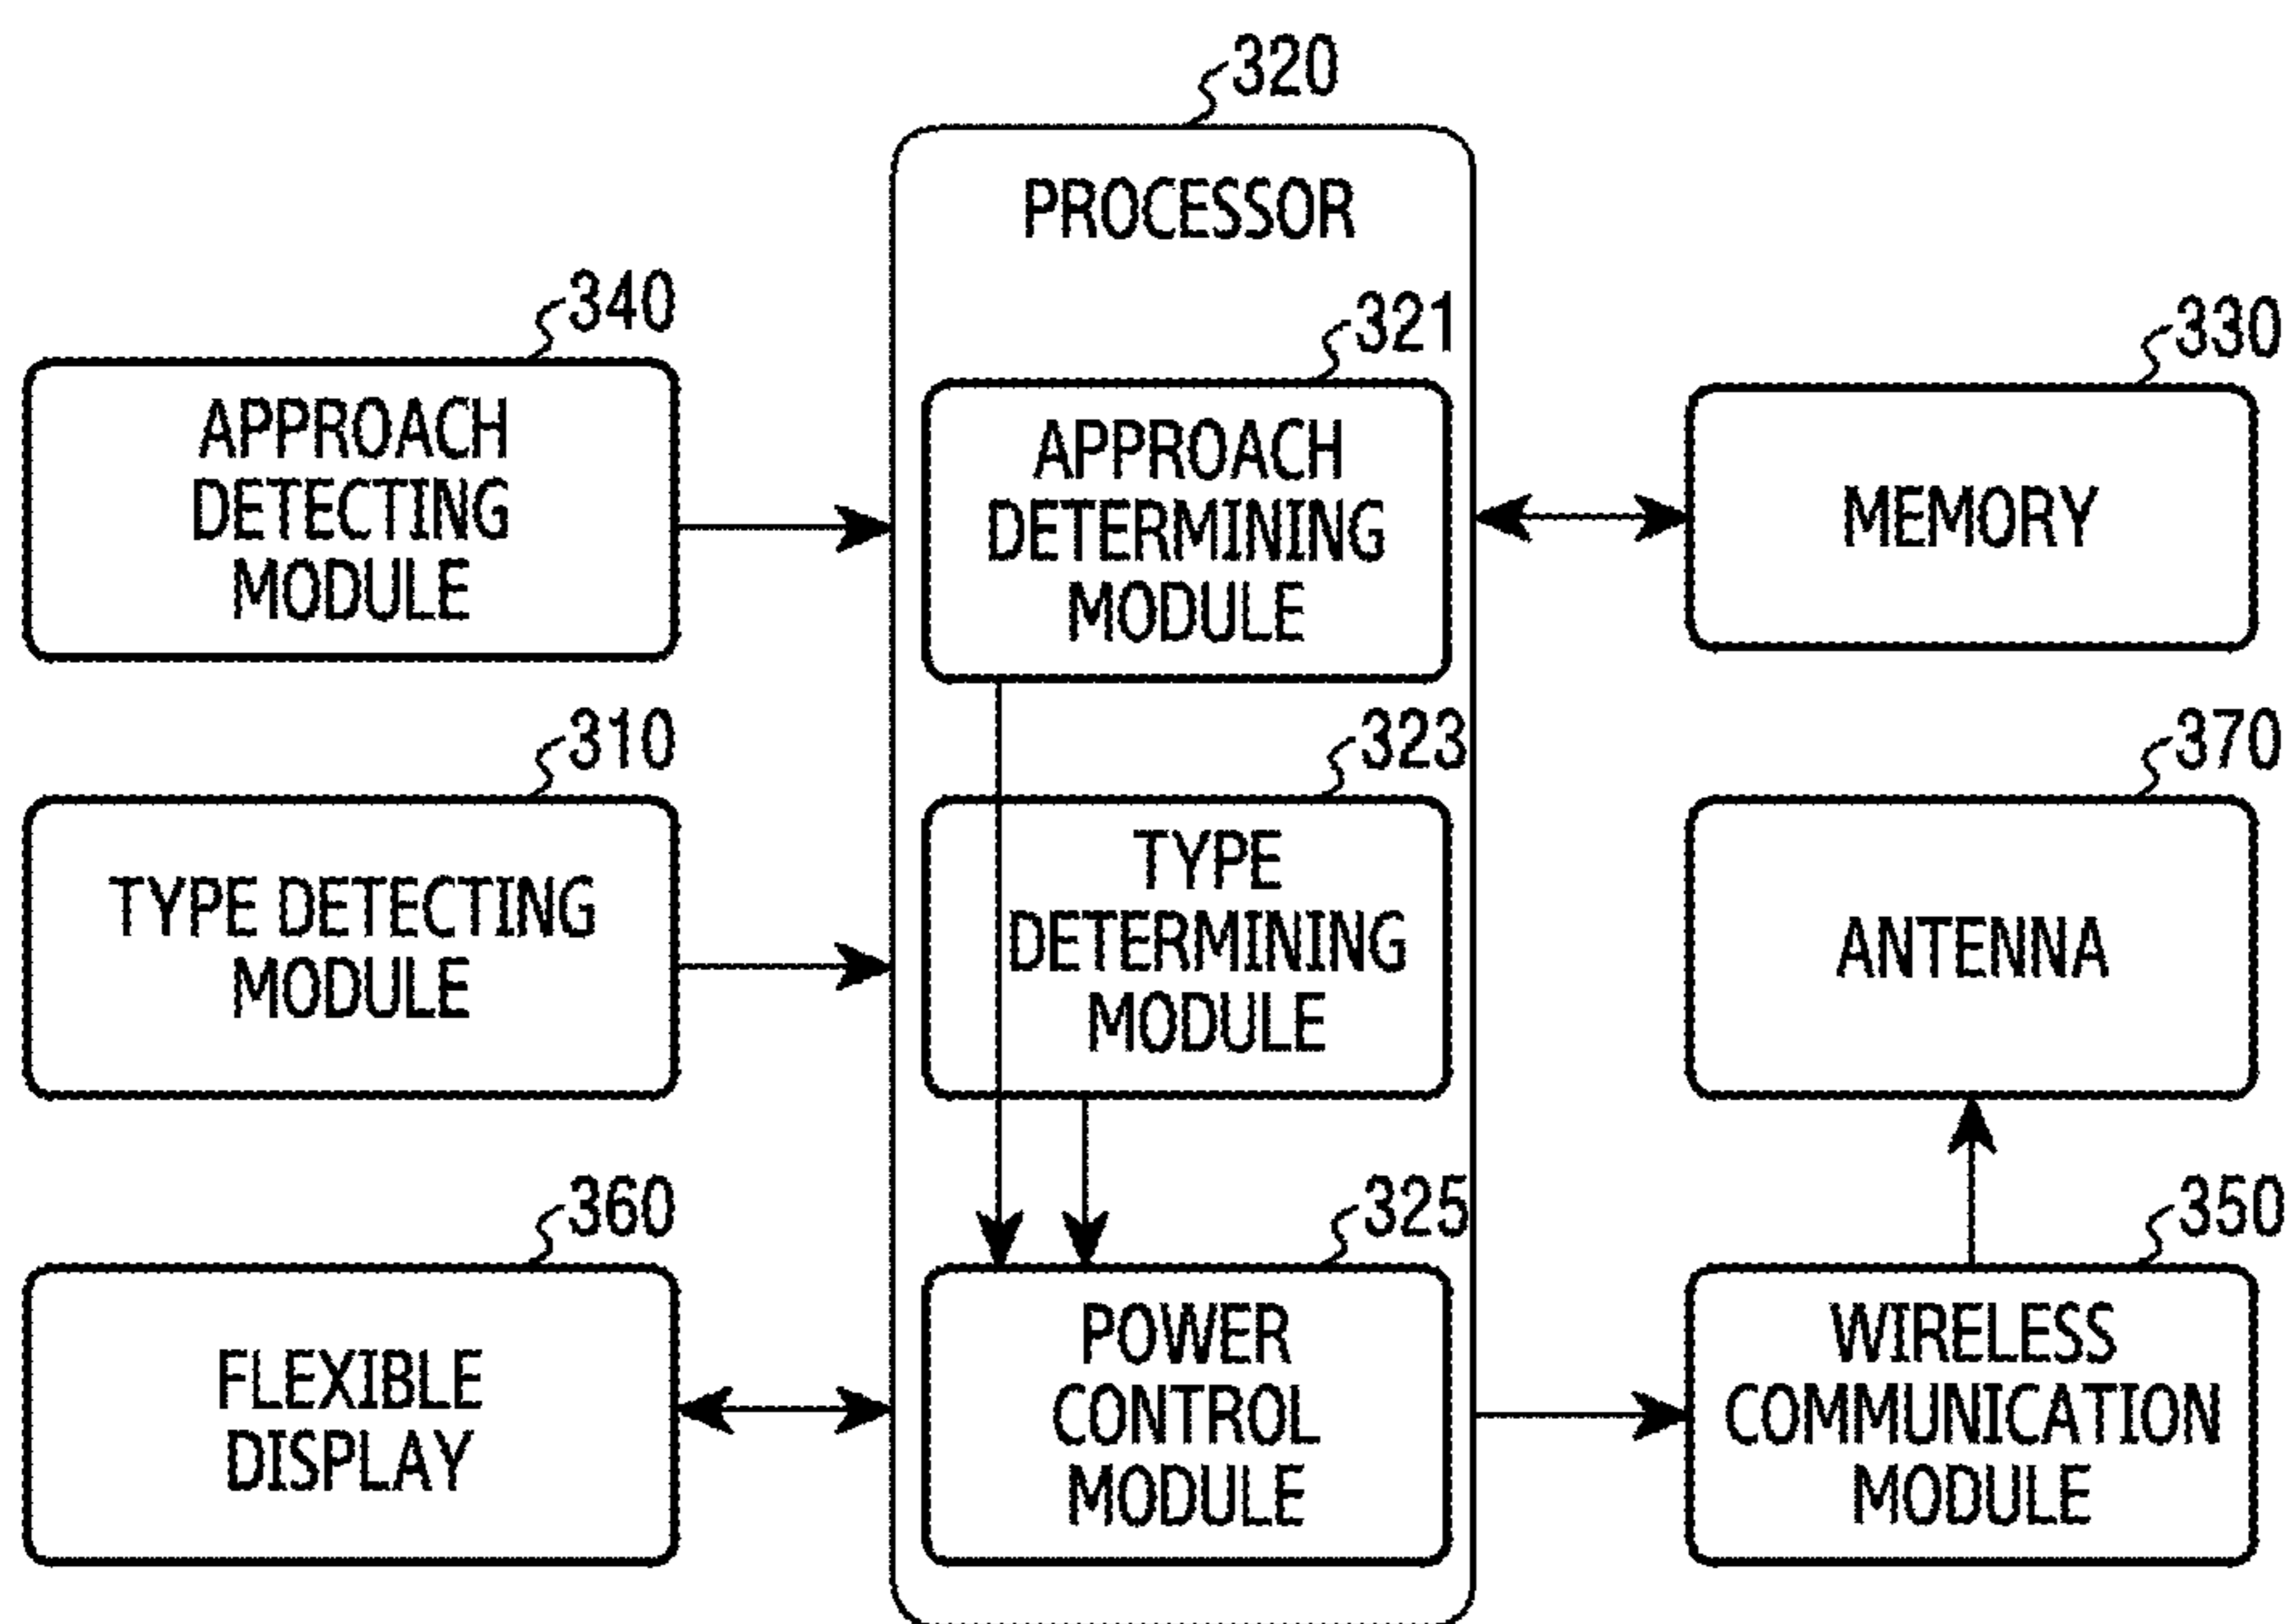 320
PROCESSOR
340
APPROACH
DETECTING
MODULE
321
APPROACH
DETERMINING
MODULE
330
MEMORY
310
TYPE DETECTING
MODULE
323
TYPE
DETERMINING
MODULE
370
ANTENNA
360
FLEXIBLE
DISPLAY
325
POWER
CONTROL
MODULE
350
WIRELESS
COMMUNICATION
MODULE